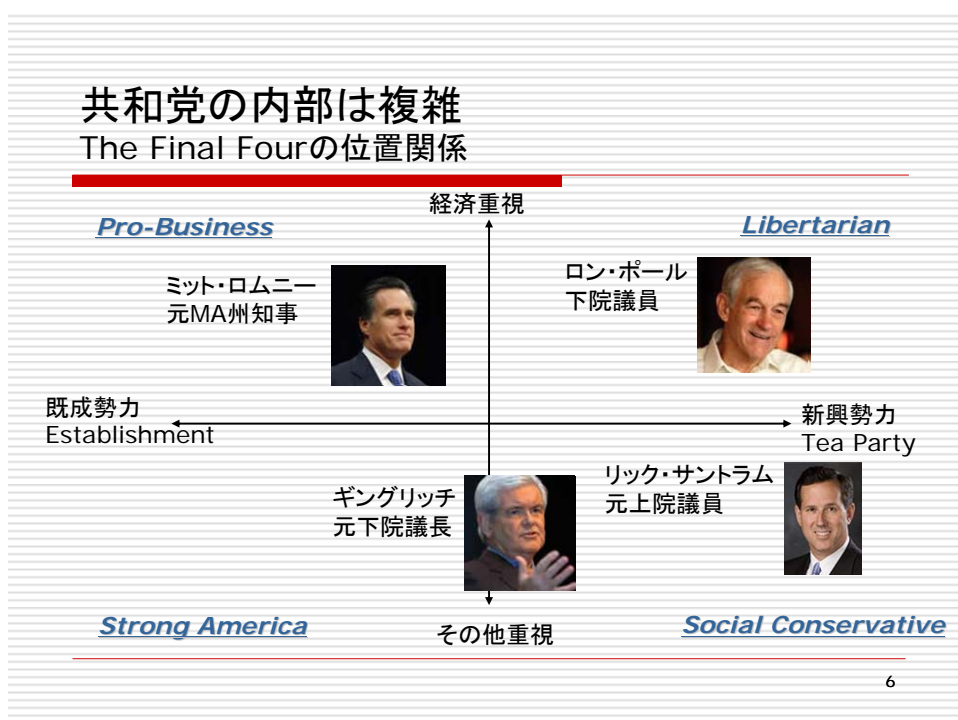 共和党の内部は複雑
The Final Fourの位置関係
経済重視
Pro-Business
Libertarian
ミット・ロムニー
元MA州知事
ロン・ポール
下院議員
既成勢力
Establishment
新興勢力
Tea Party
ギングリッチ
元下院議長
リック・サントラム
元上院議員
Strong America
その他重視
Social Conservative
6